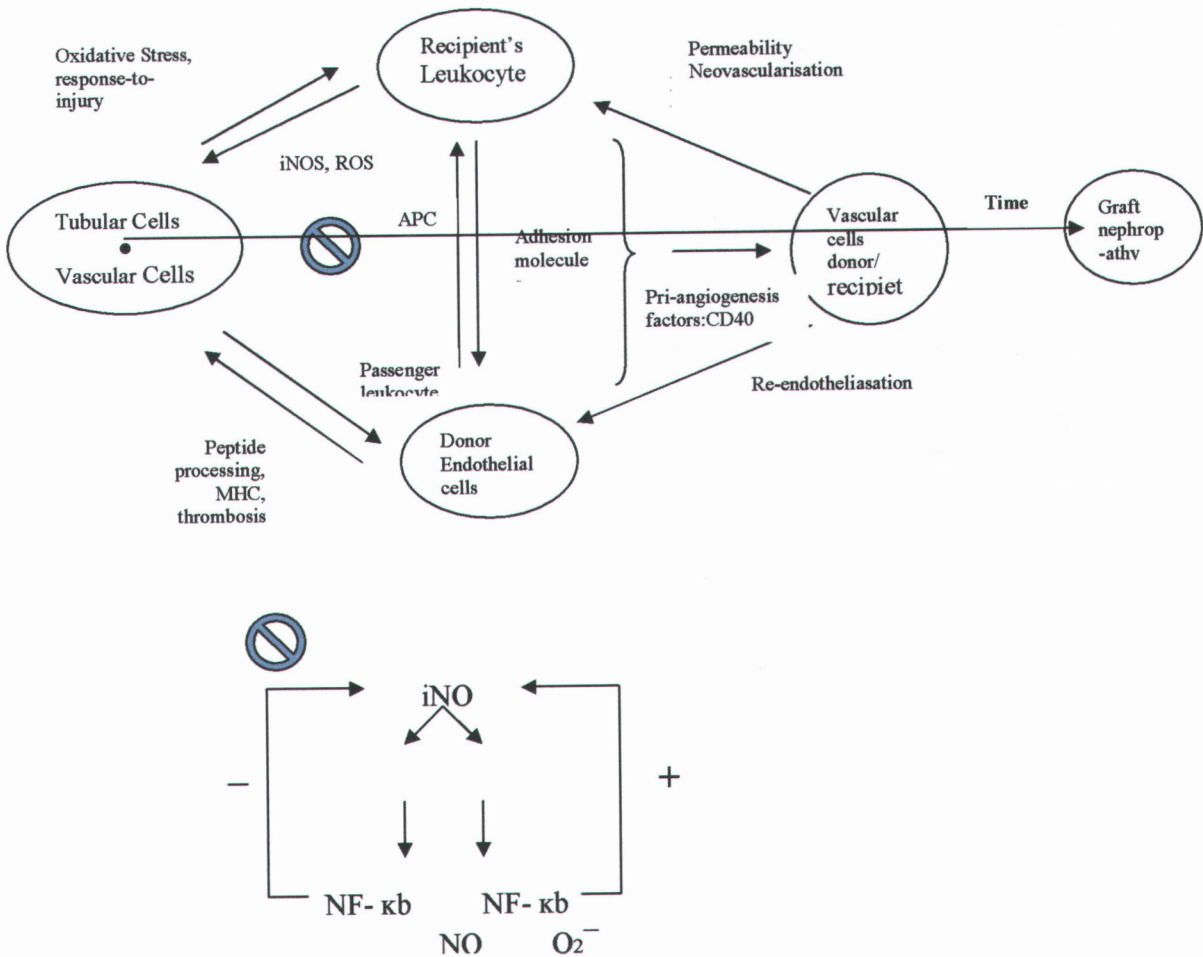 Oxidative Stress,
response-to-
injury
Recipient's
Leukocyte
Permeability
Neovascularisation
iNOS, ROS
Tubular Cells
Vascular Cells
APC
Adhesion
molecule
Vascular
cells
donor/
recipiet
Time
Graft
nephrop
-athy
Pri-angiogenesis
factors:CD40
Passenger
leukocyte
Re-endotheliasation
Donor
Endothelial
cells
Peptide
processing,
MHC,
thrombosis
iNO
–
+
NF- κb
NF- κb
NO
O₂⁻